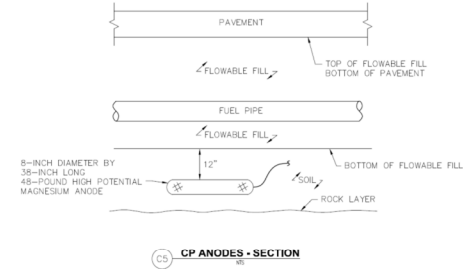 PAVEMENT
FLOWABLE FILL
TOP OF FLOWABLE FILL
BOTTOM OF PAVEMENT
FUEL PIPE
FLOWABLE FILL
12"
BOTTOM OF FLOWABLE FILL
8-INCH DIAMETER BY
38-INCH LONG
48-POUND HIGH POTENTIAL
MAGNESIUM ANODE
SOIL
ROCK LAYER
C5
CP ANODES - SECTION
NTS